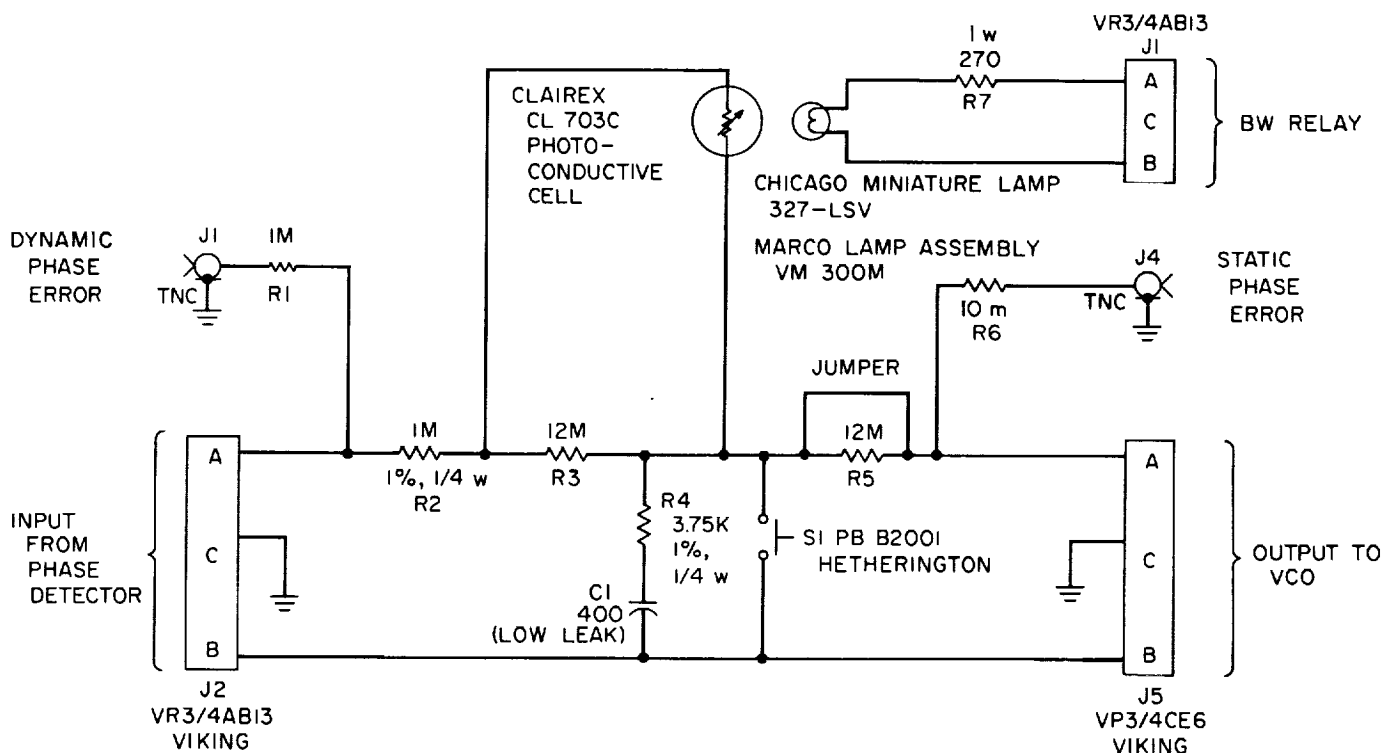 VR3/4AB13
J1
1 w
270
R7
A
C
B
BW RELAY
CLAIREX
CL 703C
PHOTO-
CONDUCTIVE
CELL
CHICAGO MINIATURE LAMP
327-LSV
MARCO LAMP ASSEMBLY
VM 300M
DYNAMIC
PHASE
ERROR
J1
TNC
1M
R1
J4
TNC
10 m
R6
STATIC
PHASE
ERROR
JUMPER
INPUT
FROM
PHASE
DETECTOR
A
C
B
J2
VR3/4AB13
VIKING
1M
1%, 1/4 w
R2
12M
R3
R4
3.75K
1%,
1/4 w
C1
400
(LOW LEAK)
S1 PB B2001
HETHERINGTON
12M
R5
A
C
B
OUTPUT TO
VCO
J5
VP3/4CE6
VIKING